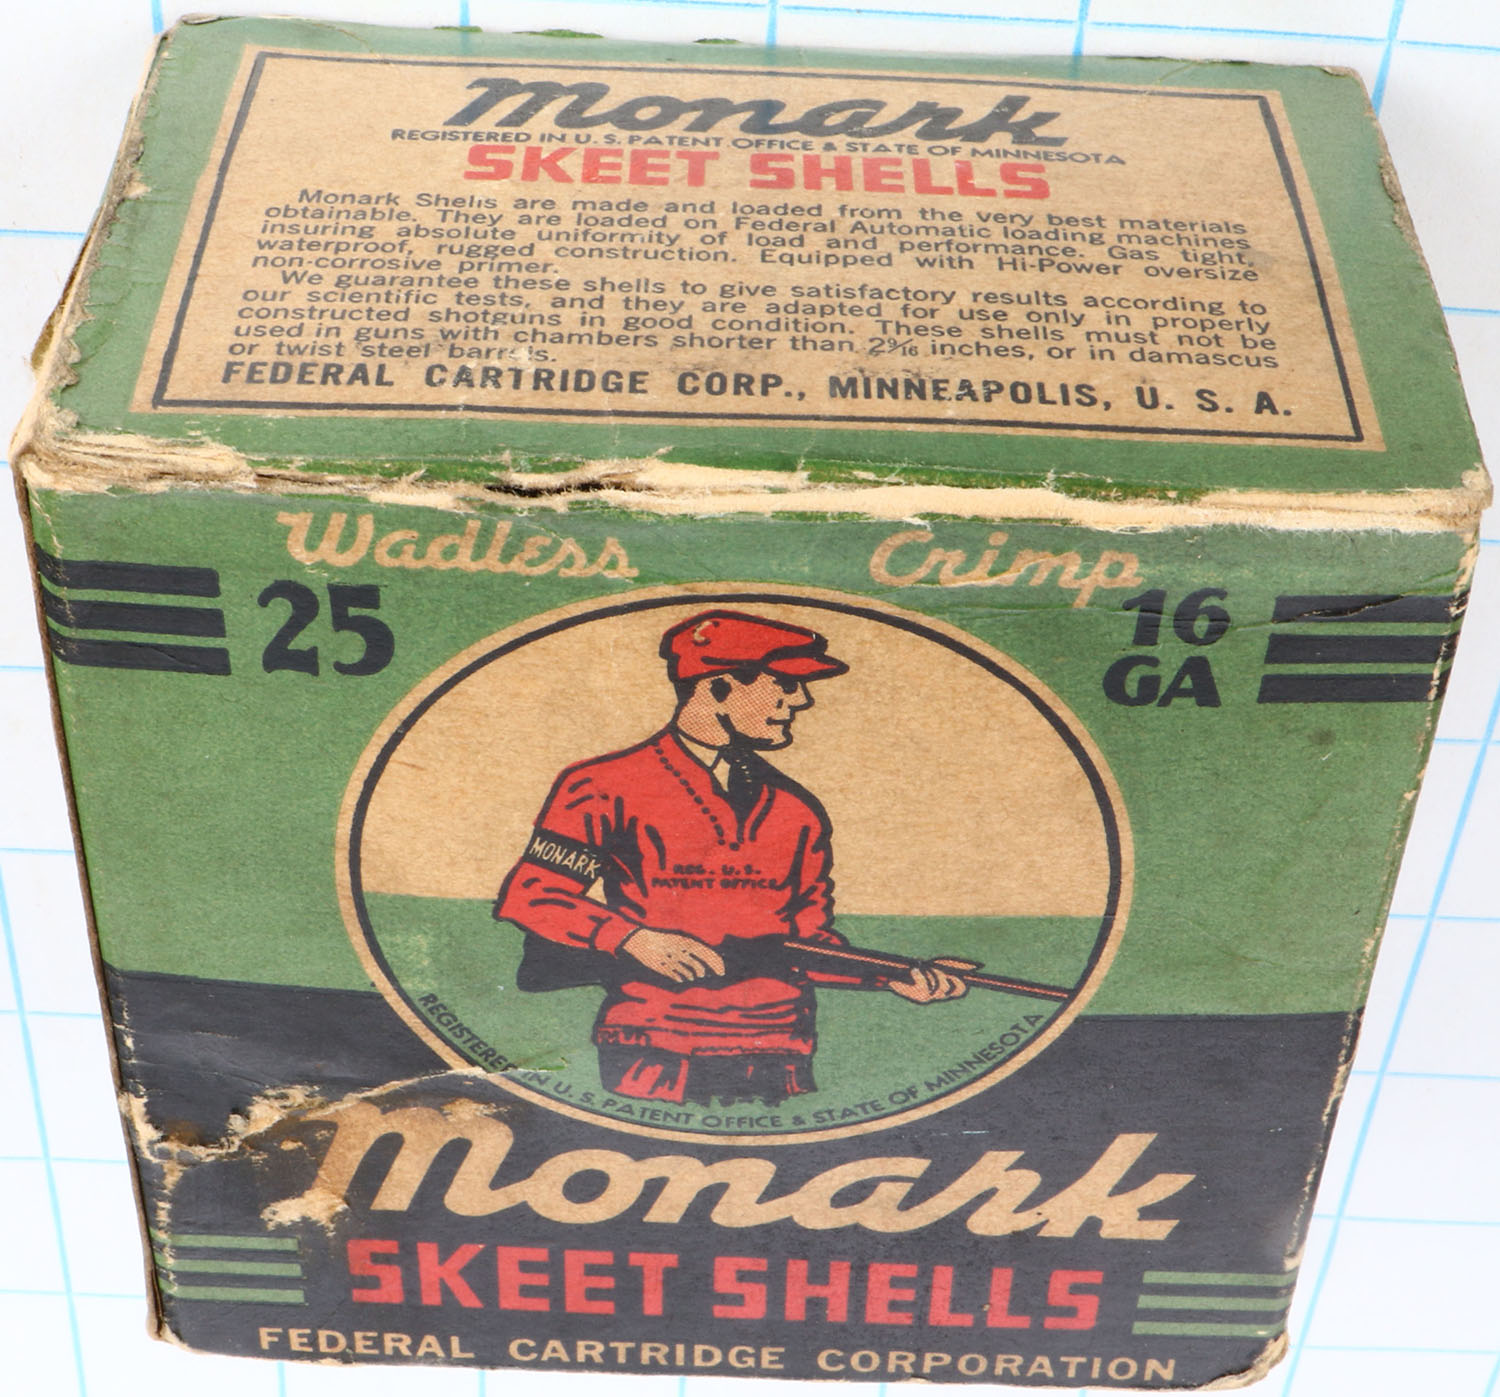 Monark
REGISTERED IN U. S. PATENT OFFICE & STATE OF MINNESOTA
SKEET SHELLS
Monark Shells are made and loaded from the very best materials
obtainable. They are loaded on Federal Automatic loading machines
insuring absolute uniformity of load and performance. Gas tight,
waterproof, rugged construction. Equipped with Hi-Power oversize
non-corrosive primer.
We guarantee these shells to give satisfactory results according to
our scientific tests, and they are adapted for use only in properly
constructed shotguns in good condition. These shells must not be
used in guns with chambers shorter than 2 9/16 inches, or in damascus
or twist steel barrels.
FEDERAL CARTRIDGE CORP., MINNEAPOLIS, U. S. A.
Wadless Crimp
25
16
GA
MONARK
REG. U.S.
PATENT OFFICE
REGISTERED IN U. S. PATENT OFFICE & STATE OF MINNESOTA
Monark
SKEET SHELLS
FEDERAL CARTRIDGE CORPORATION